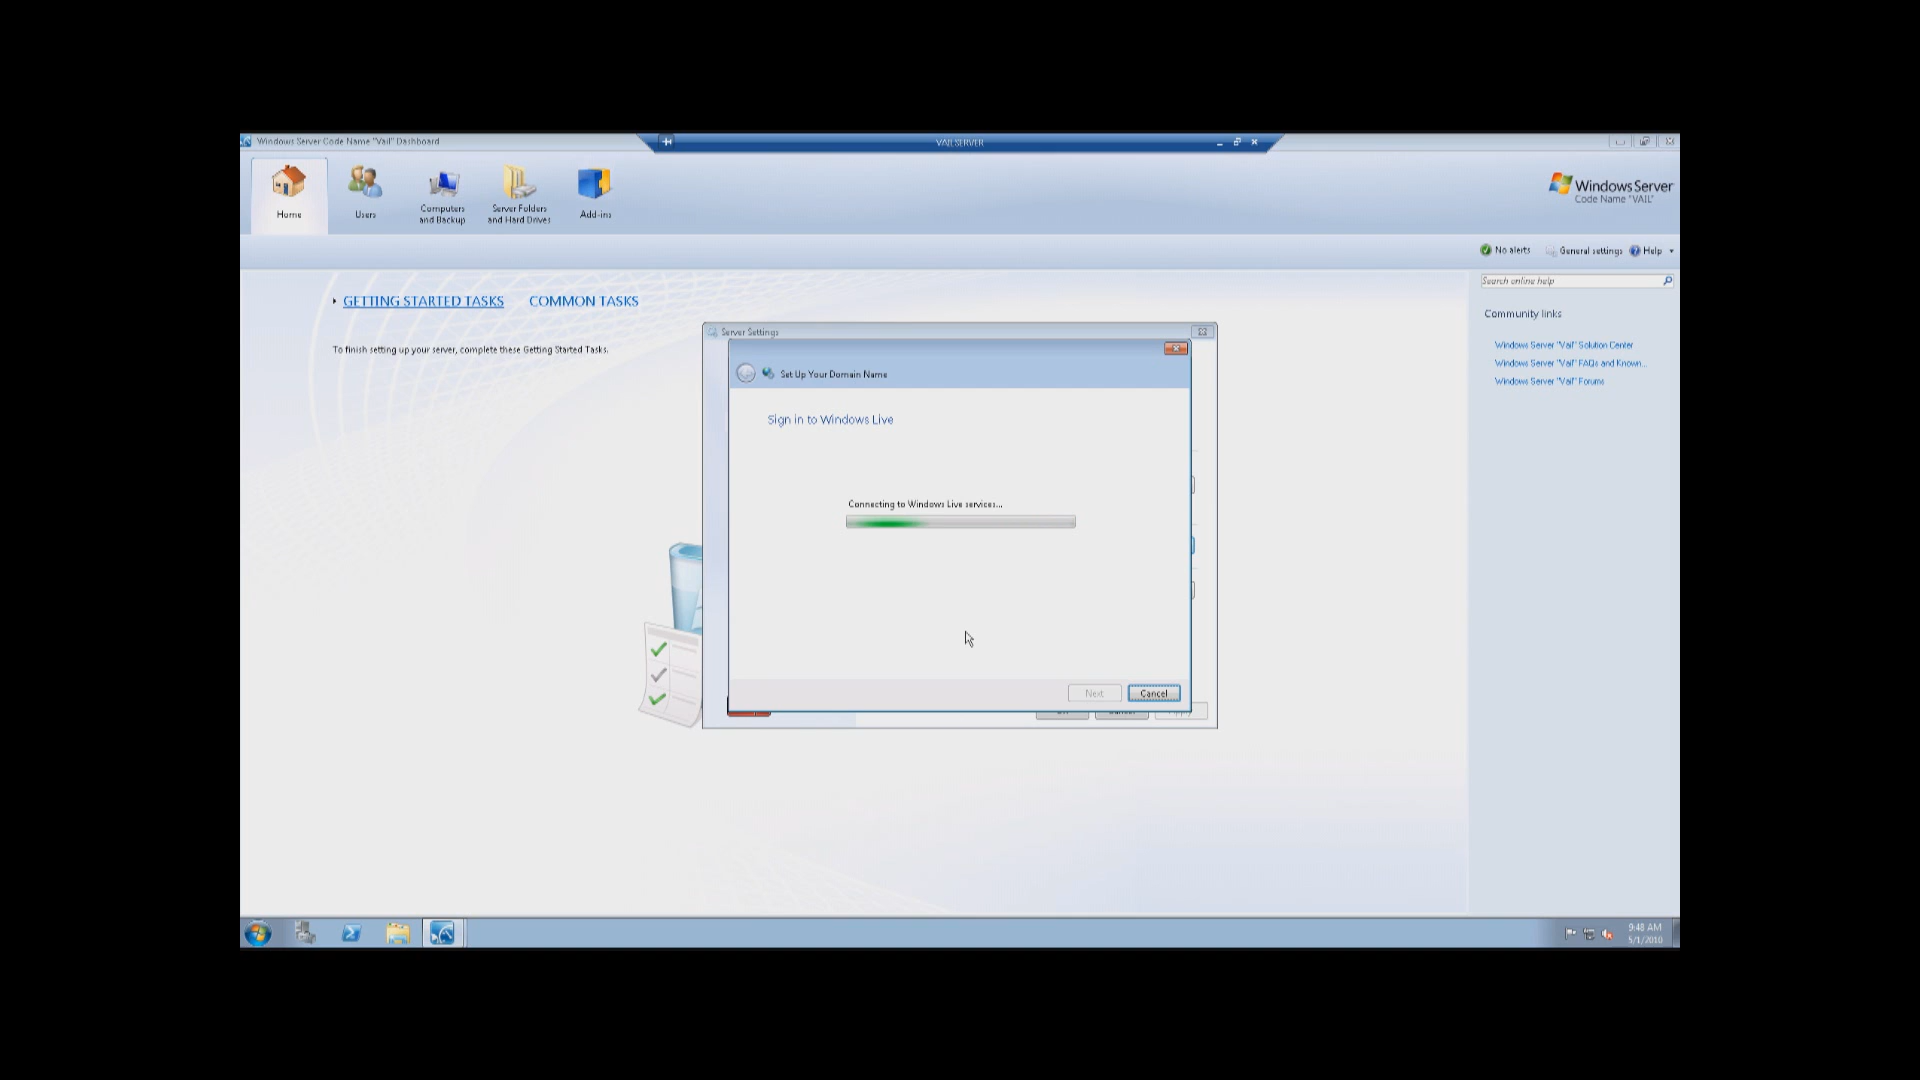 Windows Server Code Name "Vail" Dashboard
VAILSERVER
Home
Users
Computers
and Backup
Server Folders
and Hard Drives
Add-ins
Windows Server
Code Name "VAIL"
No alerts
General settings
Help
Search online help
GETTING STARTED TASKS
COMMON TASKS
To finish setting up your server, complete these Getting Started Tasks.
Community links
Windows Server "Vail" Solution Center
Windows Server "Vail" FAQs and Known...
Windows Server "Vail" Forums
Server Settings
Set Up Your Domain Name
Sign in to Windows Live
Connecting to Windows Live services...
Next
Cancel
9:48 AM
5/1/2010